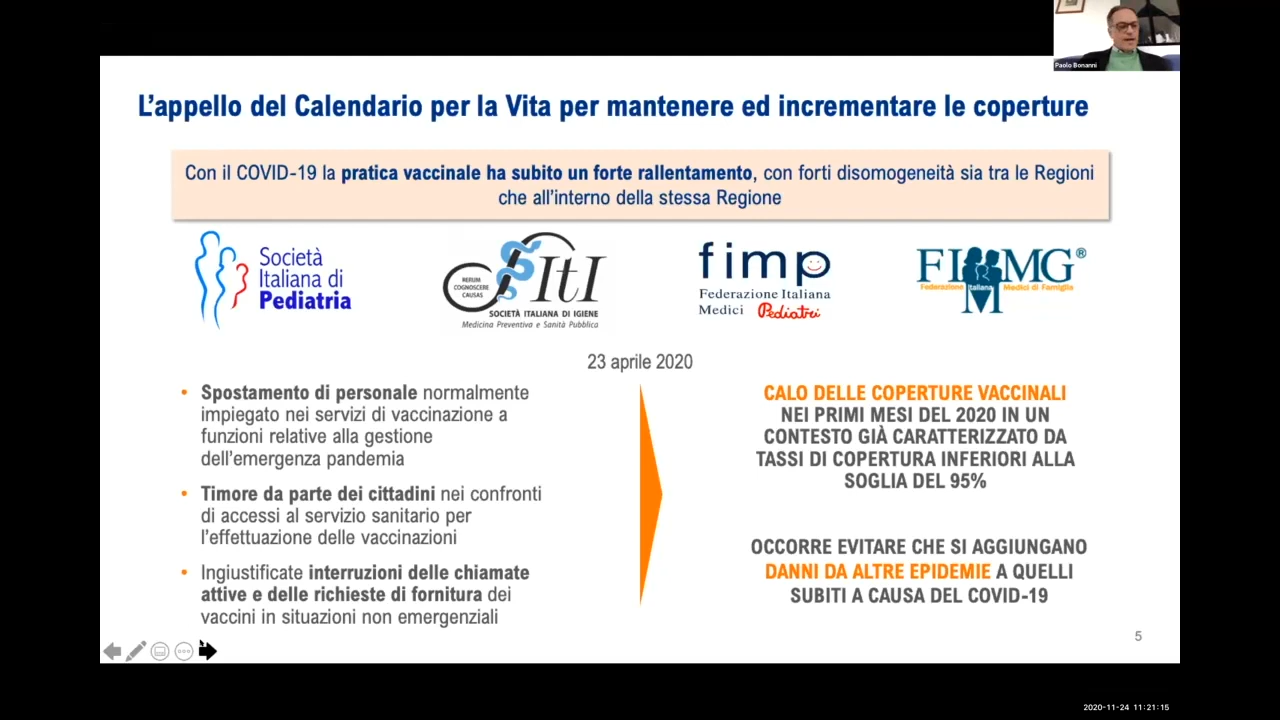 Paolo Bonanni
L'appello del Calendario per la Vita per mantenere ed incrementare le coperture
Con il COVID-19 la pratica vaccinale ha subito un forte rallentamento, con forti disomogeneità sia tra le Regioni
che all'interno della stessa Regione
Società
Italiana di
Pediatria
RERUM
COGNOSCERE
CAUSAS
SItI
SOCIETÀ ITALIANA DI IGIENE
Medicina Preventiva e Sanità Pubblica
fimp
Federazione Italiana
Medici Pediatri
FIMMG®
Federazione Italiana Medici di Famiglia
23 aprile 2020
• Spostamento di personale normalmente
impiegato nei servizi di vaccinazione a
funzioni relative alla gestione
dell'emergenza pandemia
• Timore da parte dei cittadini nei confronti
di accessi al servizio sanitario per
l'effettuazione delle vaccinazioni
• Ingiustificate interruzioni delle chiamate
attive e delle richieste di fornitura dei
vaccini in situazioni non emergenziali
CALO DELLE COPERTURE VACCINALI
NEI PRIMI MESI DEL 2020 IN UN
CONTESTO GIÀ CARATTERIZZATO DA
TASSI DI COPERTURA INFERIORI ALLA
SOGLIA DEL 95%
OCCORRE EVITARE CHE SI AGGIUNGANO
DANNI DA ALTRE EPIDEMIE A QUELLI
SUBITI A CAUSA DEL COVID-19
5
2020-11-24 11:21:15